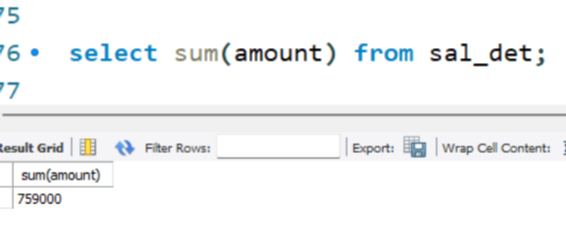 75
76 • select sum(amount) from sal_det;
77
Result Grid Filter Rows: Export: Wrap Cell Content:
sum(amount)
759000